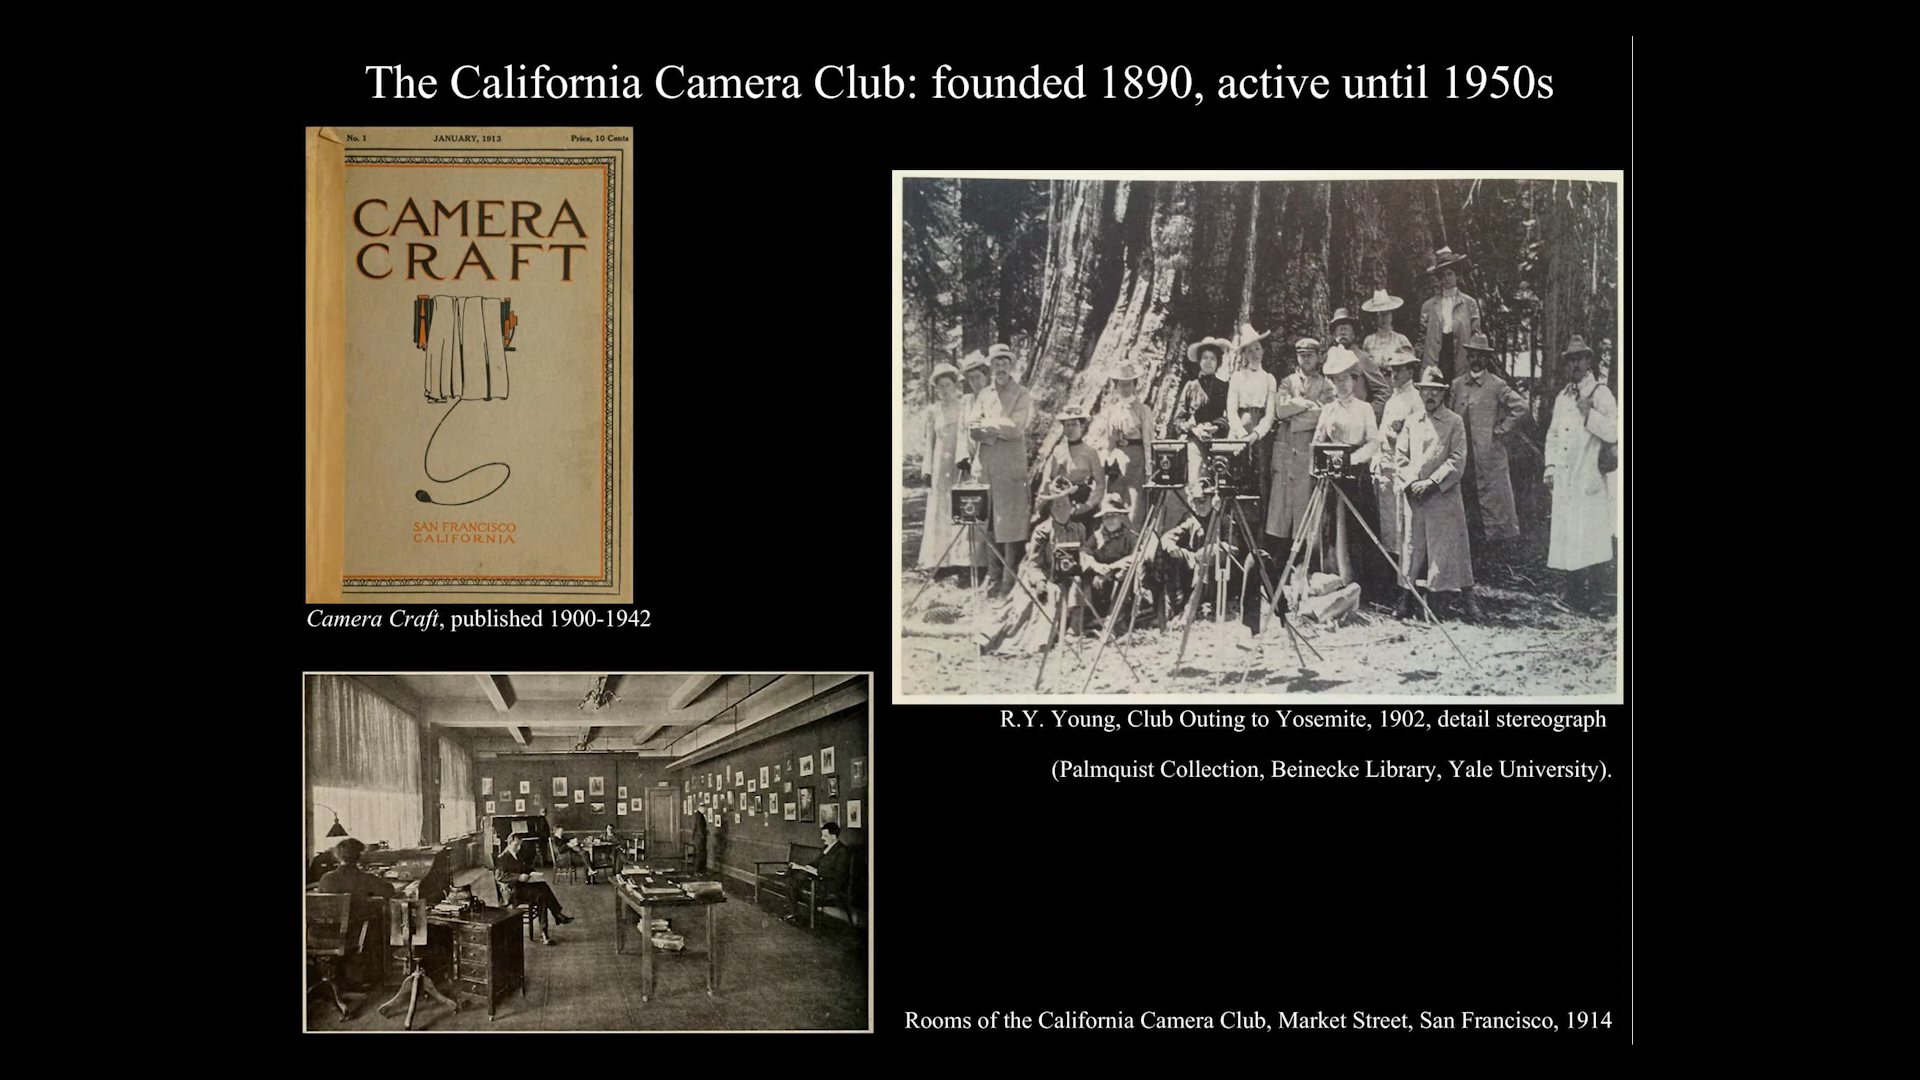 The California Camera Club: founded 1890, active until 1950s
No. 1 JANUARY, 1913 Price, 10 Cents
CAMERA
CRAFT
SAN FRANCISCO
CALIFORNIA
Camera Craft, published 1900-1942
R.Y. Young, Club Outing to Yosemite, 1902, detail stereograph
(Palmquist Collection, Beinecke Library, Yale University).
Rooms of the California Camera Club, Market Street, San Francisco, 1914